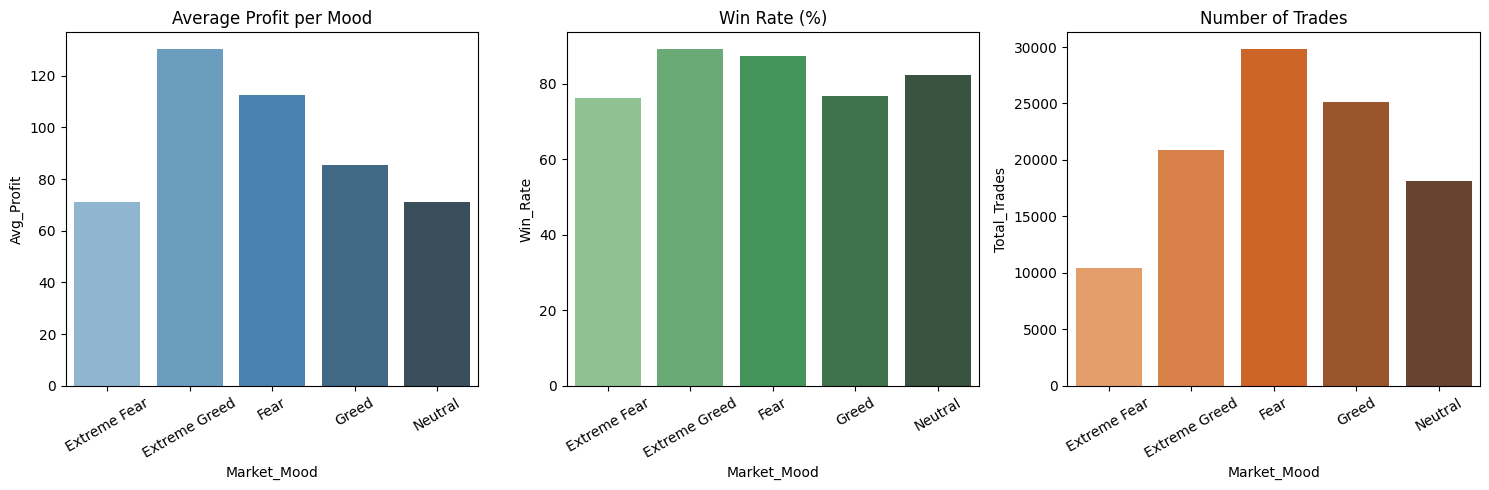 Average Profit per Mood
Avg_Profit
120
100
80
60
40
20
0
Extreme Fear
Extreme Greed
Fear
Greed
Neutral
Market_Mood
Win Rate (%)
Win_Rate
80
60
40
20
0
Extreme Fear
Extreme Greed
Fear
Greed
Neutral
Market_Mood
Number of Trades
Total_Trades
30000
25000
20000
15000
10000
5000
0
Extreme Fear
Extreme Greed
Fear
Greed
Neutral
Market_Mood